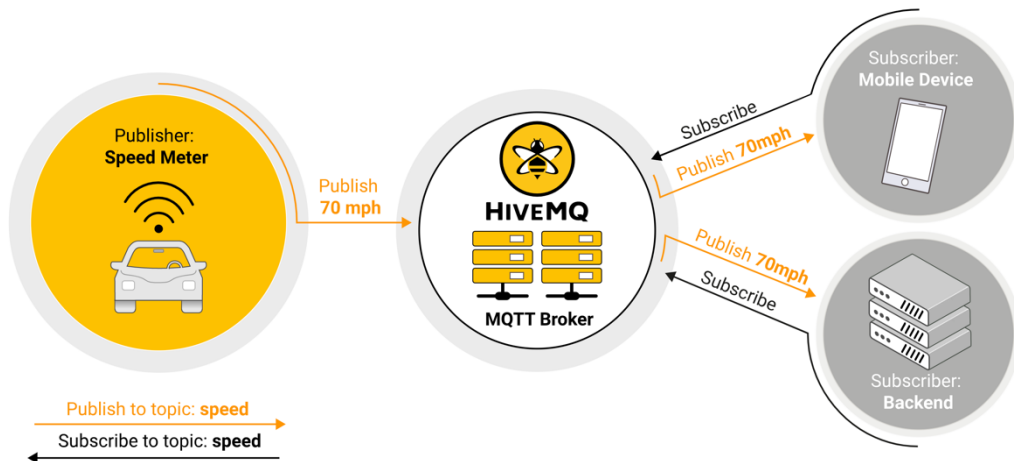 Publisher:
Speed Meter
Publish
70 mph
HIVEMQ
MQTT Broker
Subscribe
Publish 70mph
Subscriber:
Mobile Device
Publish 70mph
Subscribe
Subscriber:
Backend
Publish to topic: speed
Subscribe to topic: speed